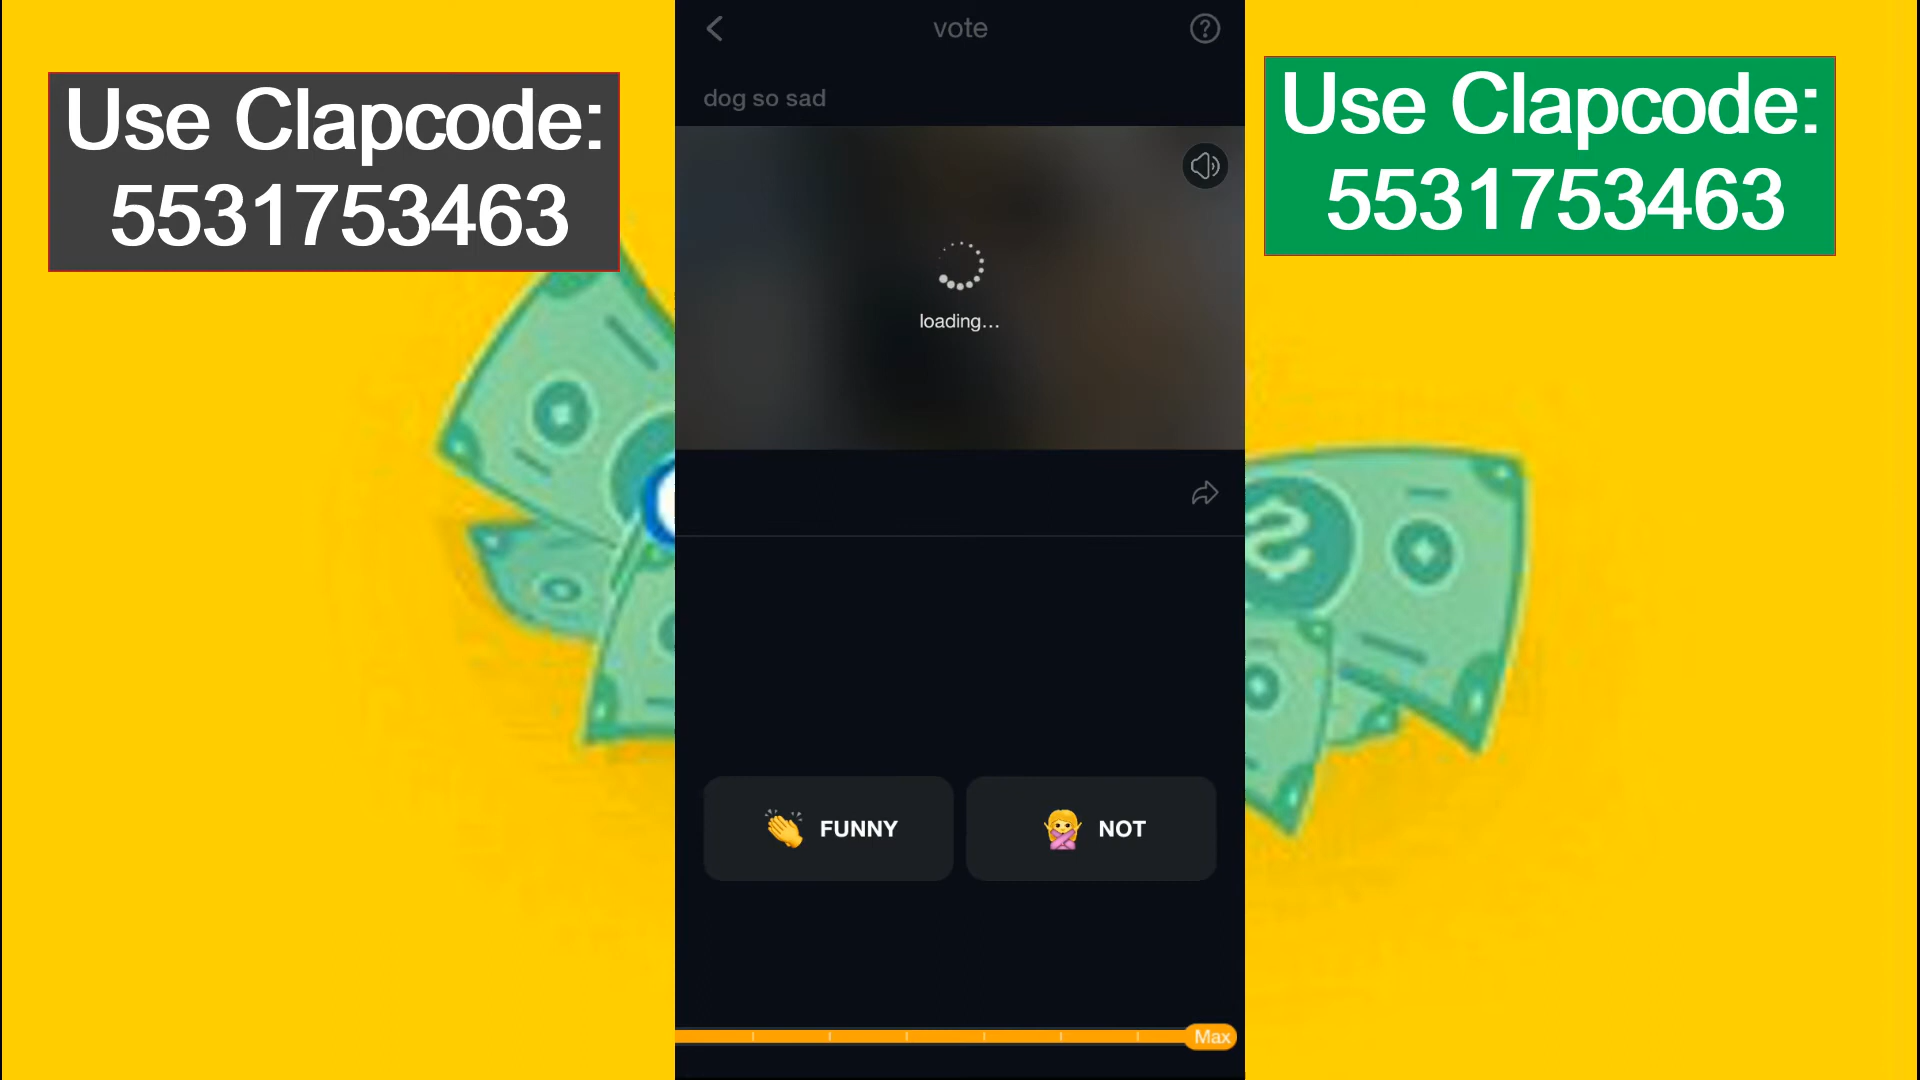 Use Clapcode:
5531753463
vote
dog so sad
loading...
FUNNY
NOT
Max
Use Clapcode:
5531753463